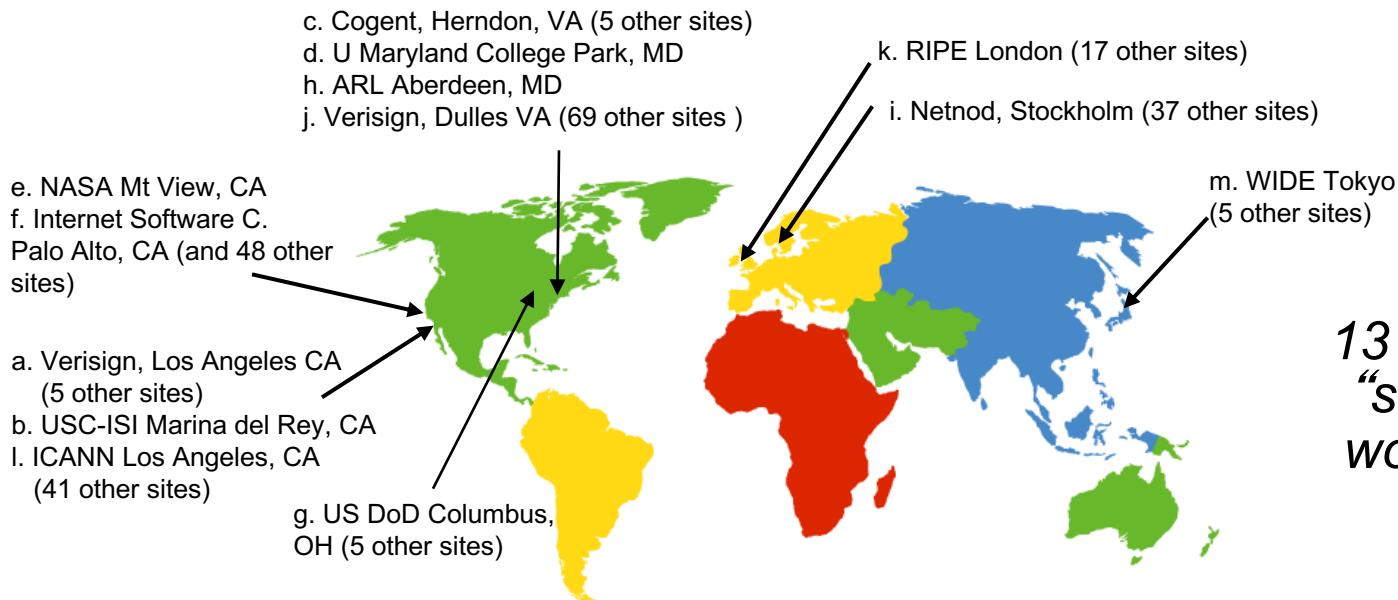 c. Cogent, Herndon, VA (5 other sites)
d. U Maryland College Park, MD
h. ARL Aberdeen, MD
j. Verisign, Dulles VA (69 other sites )
k. RIPE London (17 other sites)
i. Netnod, Stockholm (37 other sites)
e. NASA Mt View, CA
f. Internet Software C.
Palo Alto, CA (and 48 other
sites)
m. WIDE Tokyo
(5 other sites)
a. Verisign, Los Angeles CA
(5 other sites)
b. USC-ISI Marina del Rey, CA
l. ICANN Los Angeles, CA
(41 other sites)
g. US DoD Columbus,
OH (5 other sites)
13